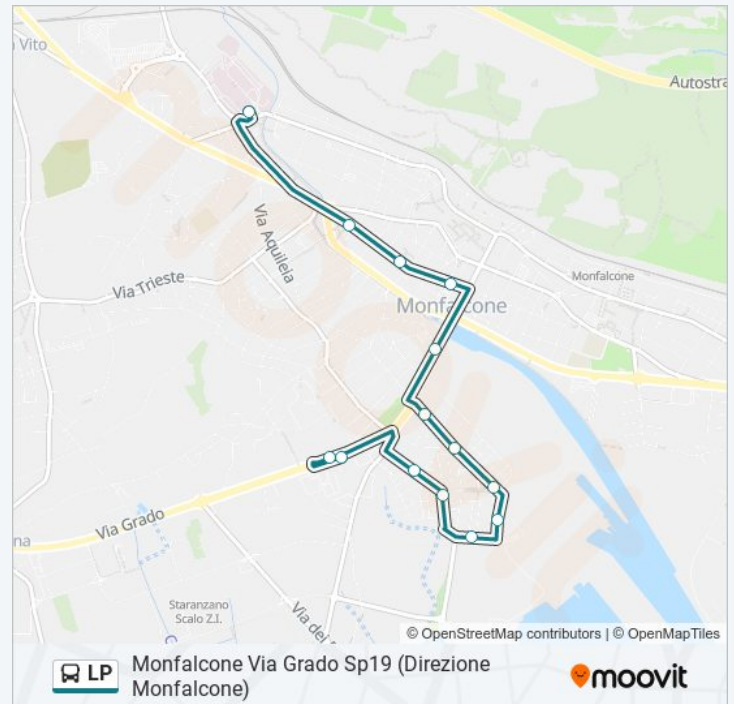 Vito
Autostra
Via Aquileia
Monfalcone
Via Trieste
Monfalcone
Via Grado
na
Staranzano
Scalo Z.I.
Via dei
© OpenStreetMap contributors | © OpenMapTiles
LP Monfalcone Via Grado Sp19 (Direzione
Monfalcone)
moovit